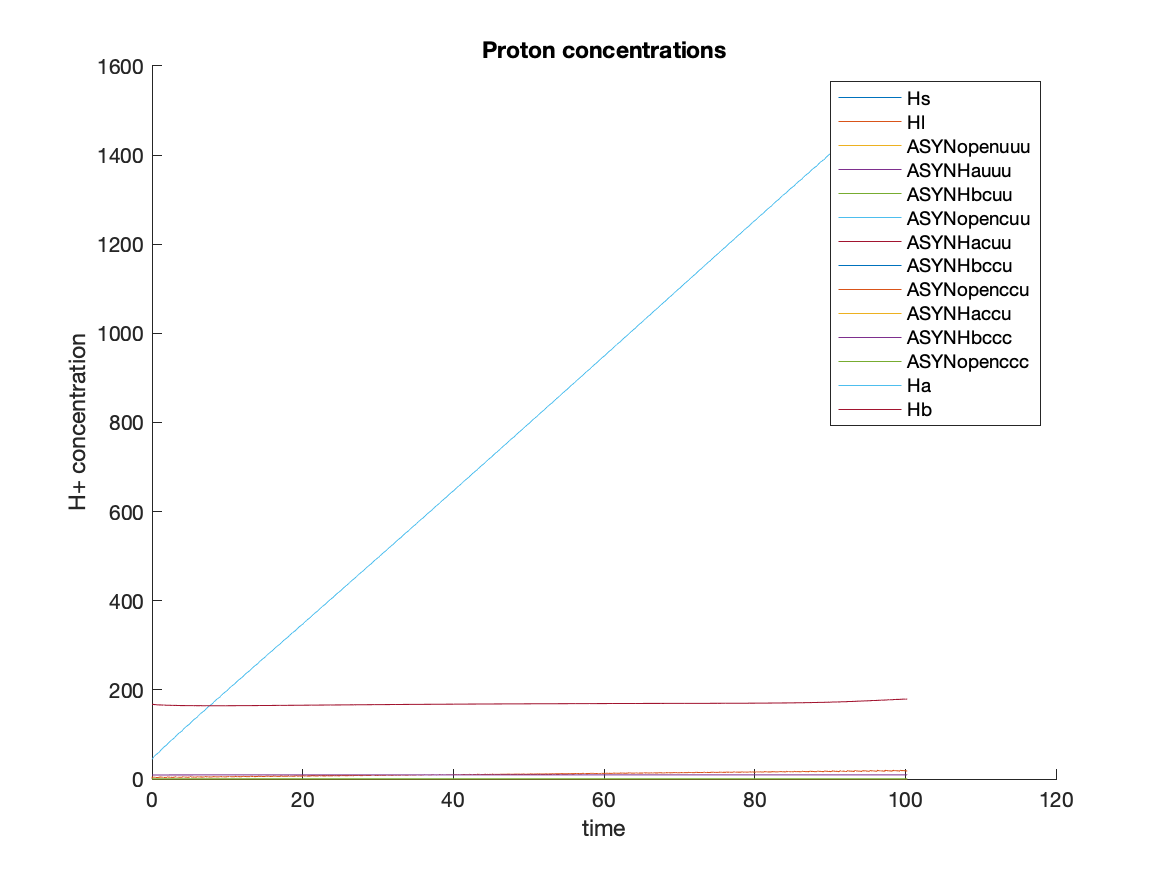 Proton concentrations
1600
1400
1200
1000
800
600
400
200
0
H+ concentration
0 20 40 60 80 100 120
time
Hs
Hl
ASYNopenuuu
ASYNHauuu
ASYNHbcuu
ASYNopencuu
ASYNHacuu
ASYNHbccu
ASYNopenccu
ASYNHaccu
ASYNHbccc
ASYNopenccc
Ha
Hb